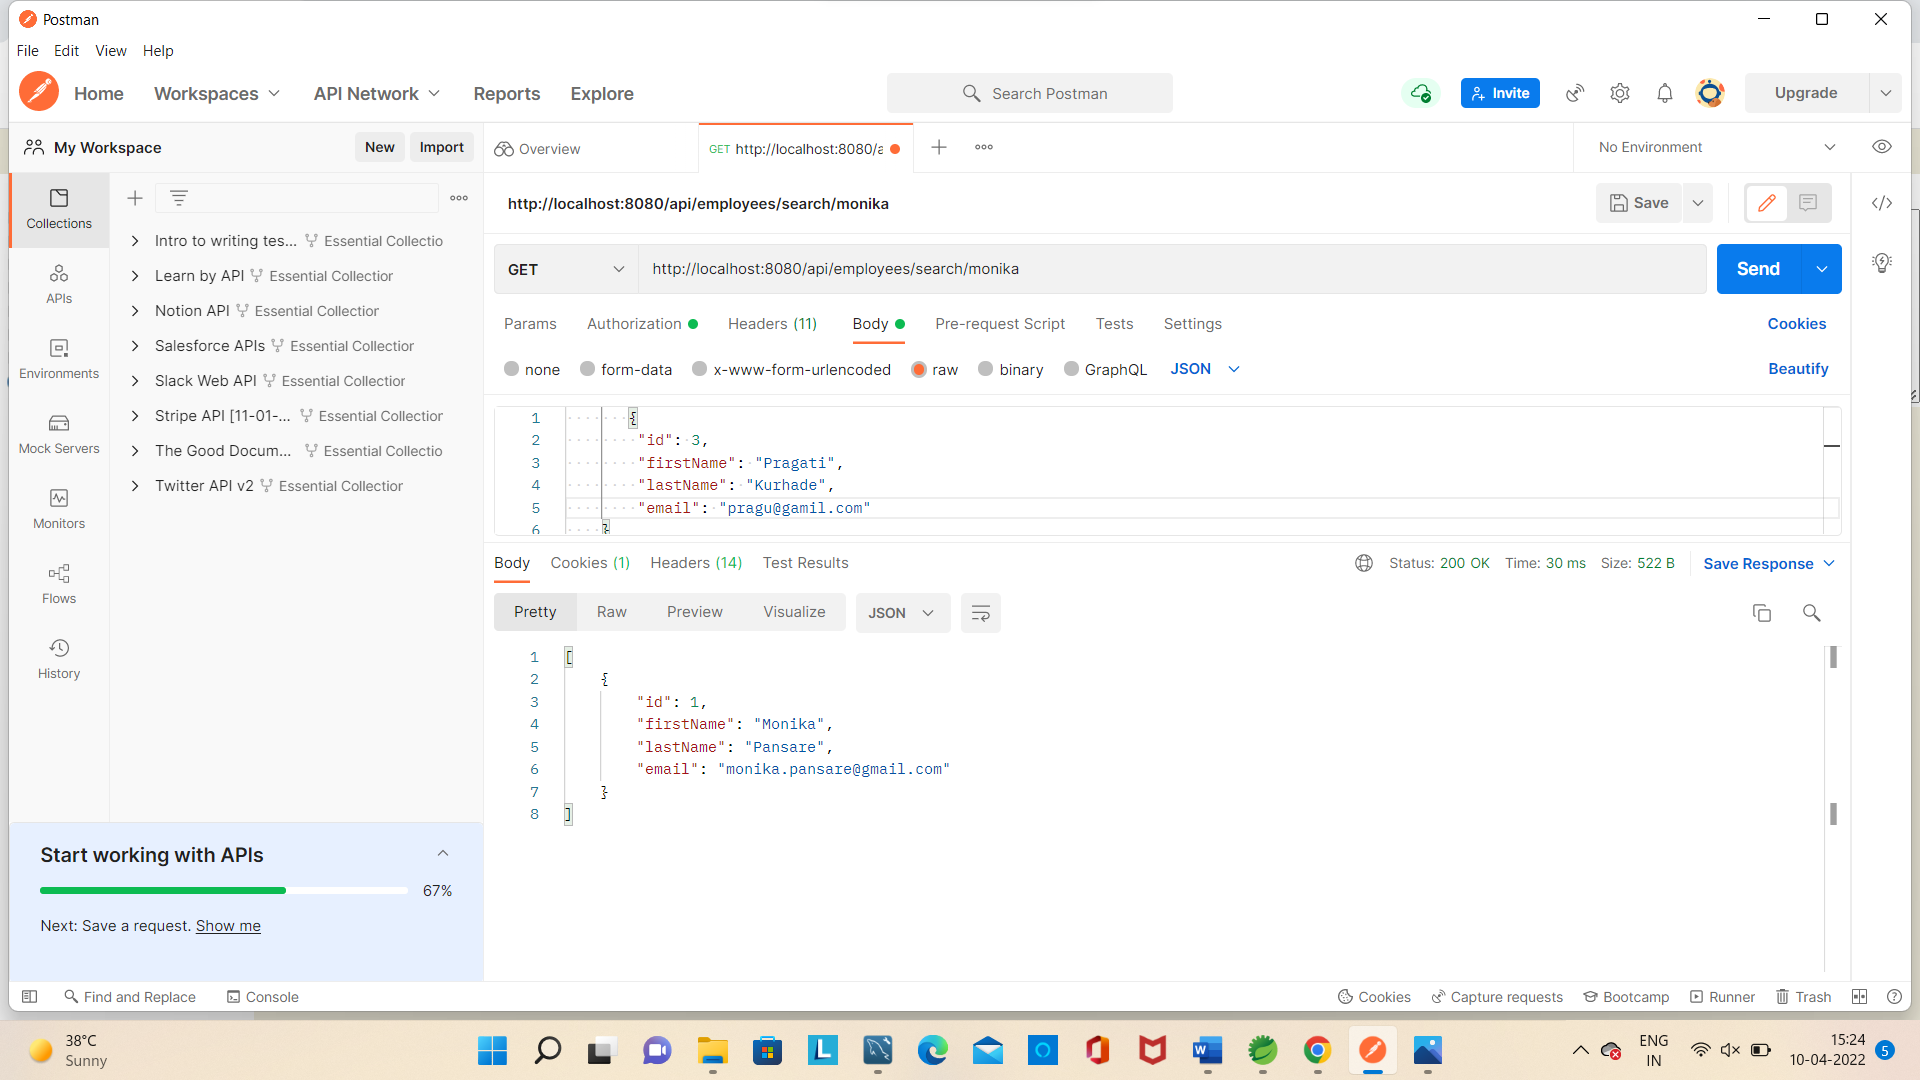 Postman
File Edit View Help
Home Workspaces API Network Reports Explore
Search Postman
Invite
Upgrade
My Workspace
New Import
Overview
GET http://localhost:8080/a
No Environment
Collections
APIs
Environments
Mock Servers
Monitors
Flows
History
Intro to writing tes... Essential Collectio
Learn by API Essential Collection
Notion API Essential Collection
Salesforce APIs Essential Collection
Slack Web API Essential Collection
Stripe API [11-01-... Essential Collection
The Good Docum... Essential Collectio
Twitter API v2 Essential Collection
http://localhost:8080/api/employees/search/monika
Save
GET http://localhost:8080/api/employees/search/monika
Send
Params Authorization Headers (11) Body Pre-request Script Tests Settings
Cookies
none form-data x-www-form-urlencoded raw binary GraphQL JSON
Beautify
1 {
2 "id": 3,
3 "firstName": "Pragati",
4 "lastName": "Kurhade",
5 "email": "pragu@gamil.com"
6 }
Body Cookies (1) Headers (14) Test Results
Status: 200 OK Time: 30 ms Size: 522 B
Save Response
Pretty Raw Preview Visualize JSON
1 [
2 {
3 "id": 1,
4 "firstName": "Monika",
5 "lastName": "Pansare",
6 "email": "monika.pansare@gmail.com"
7 }
8 ]
Start working with APIs
67%
Next: Save a request. Show me
Find and Replace Console
Cookies Capture requests Bootcamp Runner Trash
38°C
Sunny
L
W
ENG
IN
15:24
10-04-2022
5